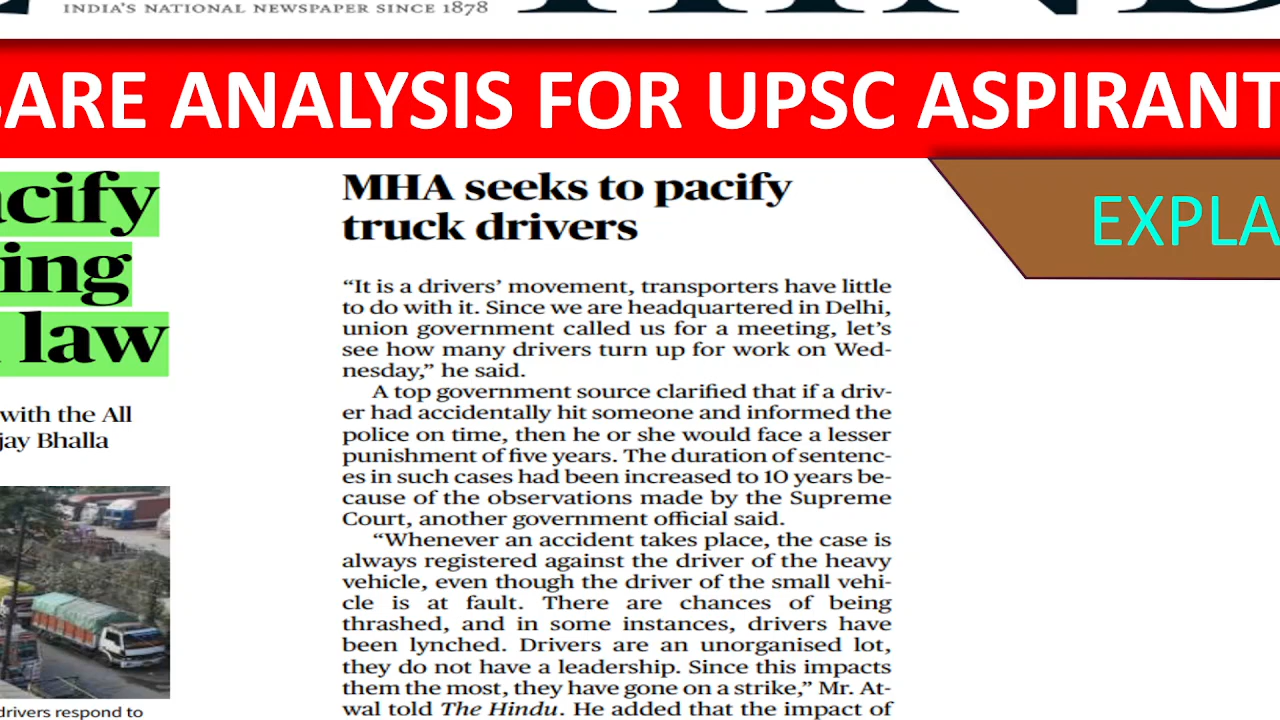 INDIA'S NATIONAL NEWSPAPER SINCE 1878
ARE ANALYSIS FOR UPSC ASPIRANT
EXPLA
acify
ing
law
with the All
jay Bhalla
drivers respond to
MHA seeks to pacify
truck drivers
“It is a drivers’ movement, transporters have little
to do with it. Since we are headquartered in Delhi,
union government called us for a meeting, let’s
see how many drivers turn up for work on Wed-
nesday,” he said.
A top government source clarified that if a driv-
er had accidentally hit someone and informed the
police on time, then he or she would face a lesser
punishment of five years. The duration of sentenc-
es in such cases had been increased to 10 years be-
cause of the observations made by the Supreme
Court, another government official said.
“Whenever an accident takes place, the case is
always registered against the driver of the heavy
vehicle, even though the driver of the small vehi-
cle is at fault. There are chances of being
thrashed, and in some instances, drivers have
been lynched. Drivers are an unorganised lot,
they do not have a leadership. Since this impacts
them the most, they have gone on a strike,” Mr. At-
wal told The Hindu. He added that the impact of